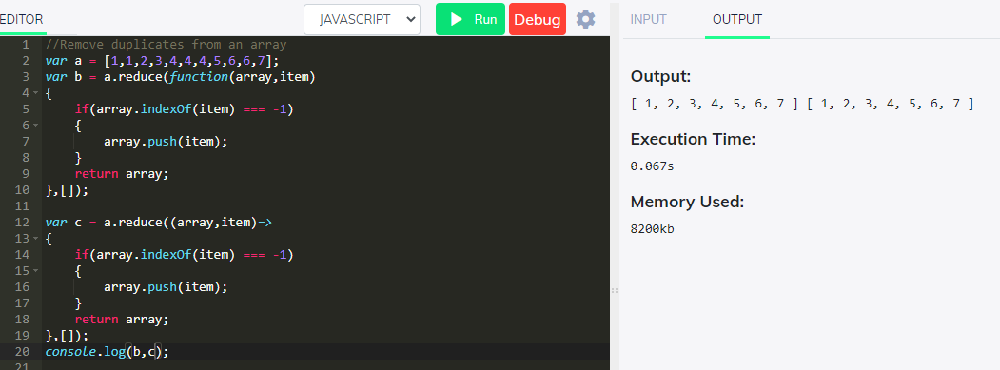 EDITOR
JAVASCRIPT
Run
Debug
INPUT
OUTPUT
1 //Remove duplicates from an array
2 var a = [1,1,2,3,4,4,4,5,6,6,7];
3 var b = a.reduce(function(array,item)
4 {
5 if(array.indexOf(item) === -1)
6 {
7 array.push(item);
8 }
9 return array;
10 },[]);
11
12 var c = a.reduce((array,item)=>
13 {
14 if(array.indexOf(item) === -1)
15 {
16 array.push(item);
17 }
18 return array;
19 },[]);
20 console.log(b,c);
21
Output:
[ 1, 2, 3, 4, 5, 6, 7 ] [ 1, 2, 3, 4, 5, 6, 7 ]
Execution Time:
0.067s
Memory Used:
8200kb